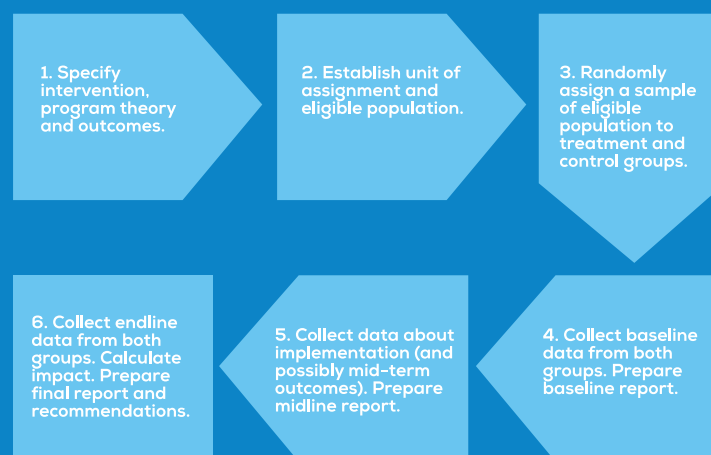 1. Specify
intervention,
program theory
and outcomes.
2. Establish unit of
assignment and
eligible population.
3. Randomly
assign a sample
of eligible
population to
treatment and
control groups.
4. Collect baseline
data from both
groups. Prepare
baseline report.
5. Collect data about
implementation (and
possibly mid-term
outcomes). Prepare
midline report.
6. Collect endline
data from both
groups. Calculate
impact. Prepare
final report and
recommendations.